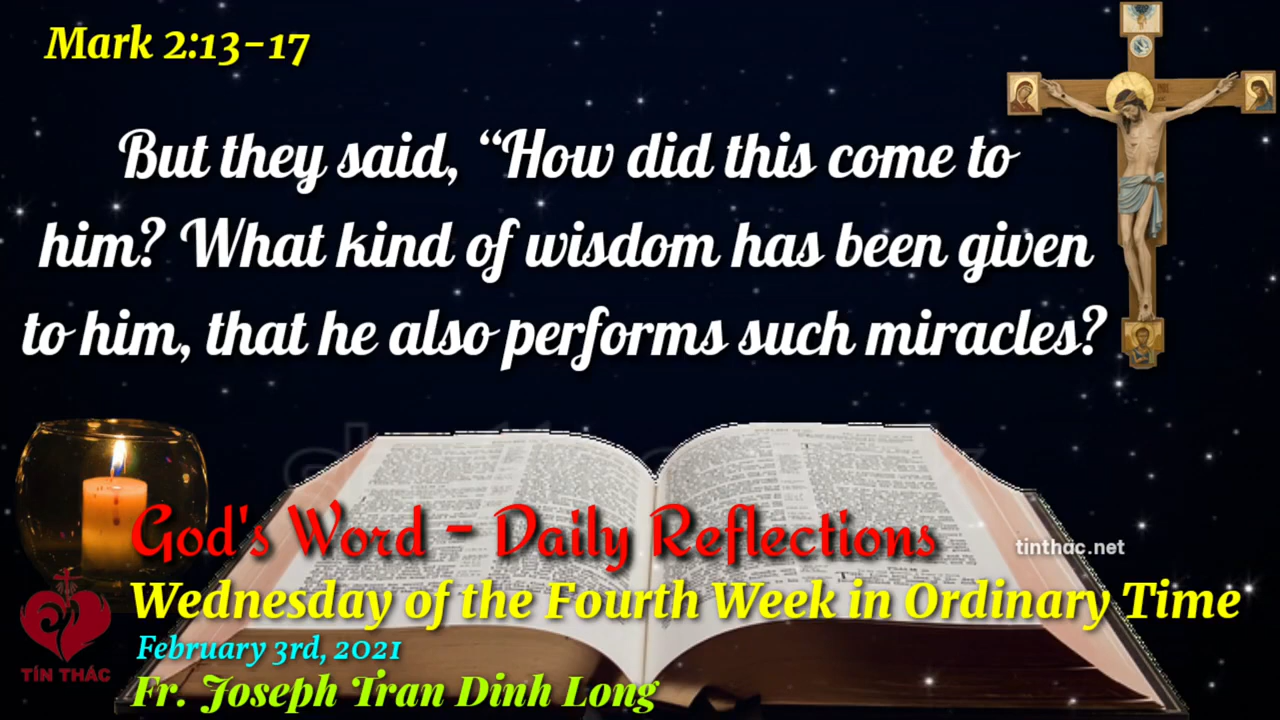 Mark 2:13-17
But they said, “How did this come to
him? What kind of wisdom has been given
to him, that he also performs such miracles?
God's Word - Daily Reflections
tinthac.net
Wednesday of the Fourth Week in Ordinary Time
February 3rd, 2021
TÍN THÁC
Fr. Joseph Tran Dinh Long